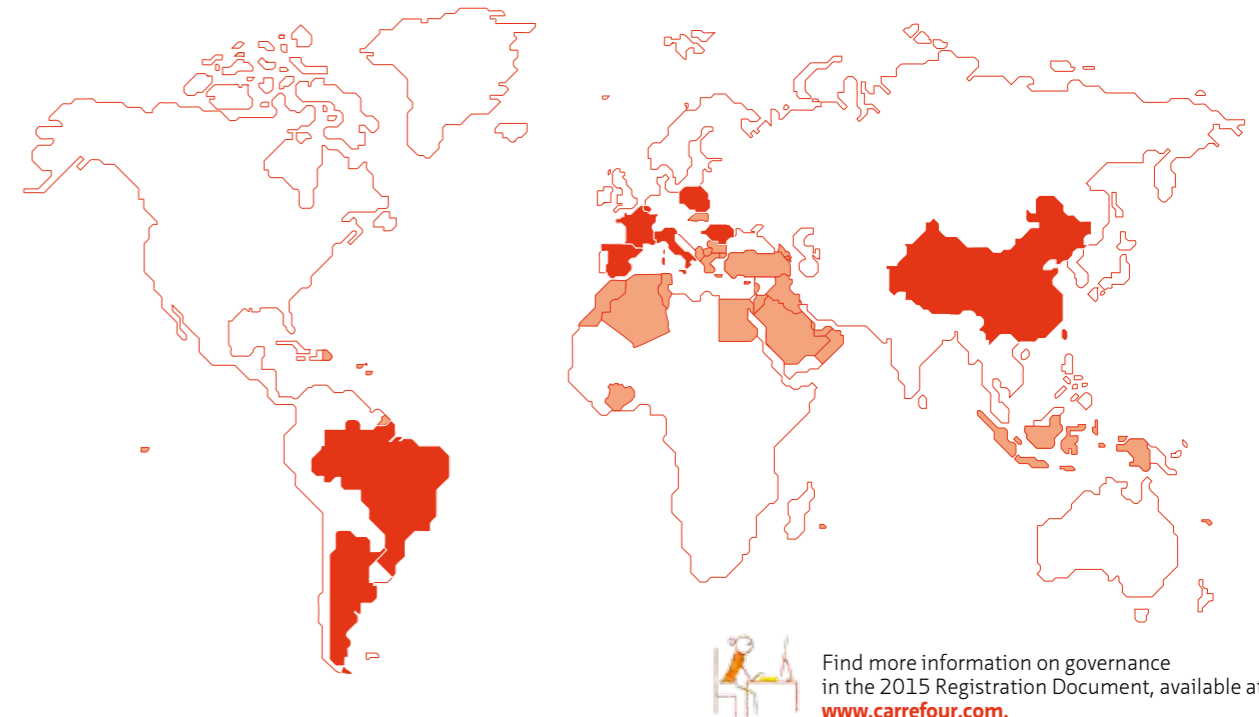 Find more information on governance
in the 2015 Registration Document, available at
www.carrefour.com.